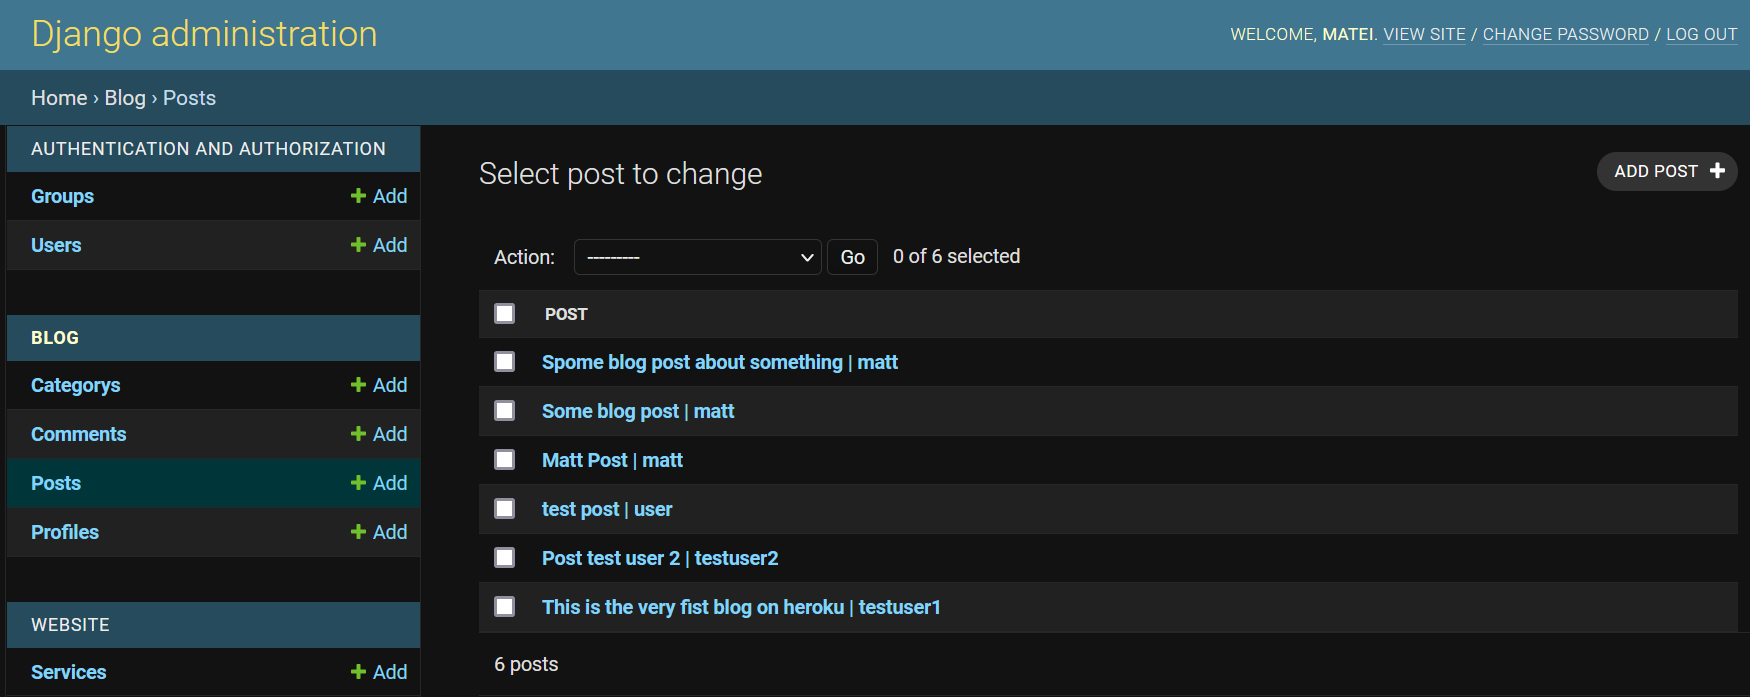 Django administration
WELCOME, MATEI. VIEW SITE / CHANGE PASSWORD / LOG OUT
Home › Blog › Posts
AUTHENTICATION AND AUTHORIZATION
Groups + Add
Users + Add
BLOG
Categorys + Add
Comments + Add
Posts + Add
Profiles + Add
WEBSITE
Services + Add
Select post to change
ADD POST +
Action: --------- Go 0 of 6 selected
POST
Spome blog post about something | matt
Some blog post | matt
Matt Post | matt
test post | user
Post test user 2 | testuser2
This is the very fist blog on heroku | testuser1
6 posts